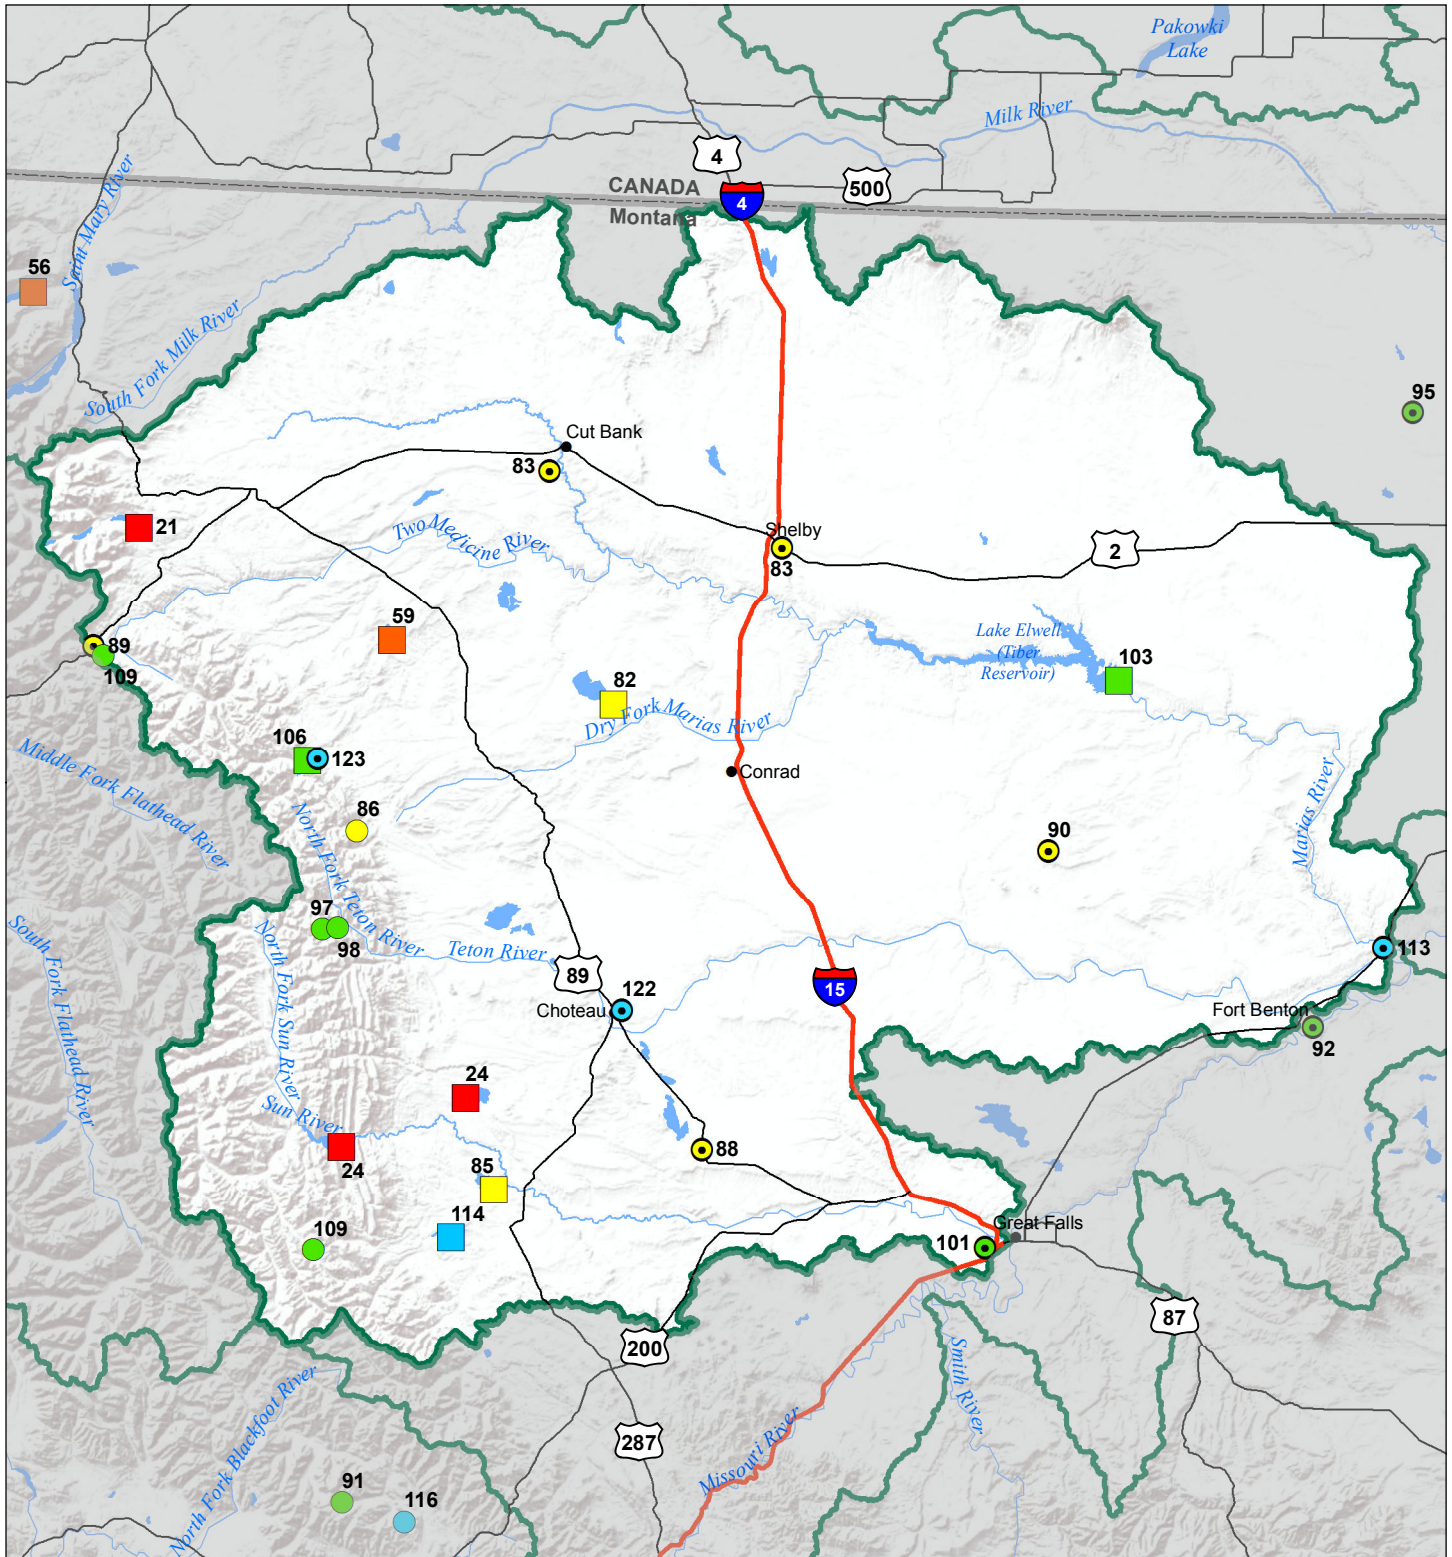 Pakowki
Lake
Milk River
4
CANADA
500
4
Montana
Saint Mary River
56
South Fork Milk River
95
Cut Bank
83
21
Two Medicine River
Shelby
83
2
59
Lake Elwell
(Tiber
Reservoir)
89
109
103
82
Dry Fork Marias River
106
123
Middle Fork Flathead River
Conrad
Marias River
86
North Fork Teton River
90
97
98
South Fork Flathead River
North Fork Sun River
Teton River
89
113
122
15
Choteau
Fort Benton
92
24
Sun River
24
88
85
114
109
Great Falls
101
200
87
Smith River
287
Missouri River
North Fork Blackfoot River
91
116